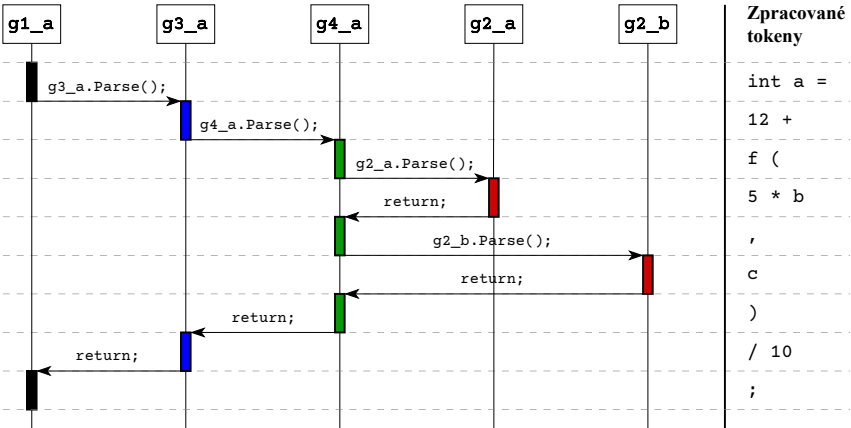 g1_a g3_a g4_a g2_a g2_b Zpracované
tokeny
int a =
g3_a.Parse();
12 +
g4_a.Parse();
f (
g2_a.Parse();
5 * b
return;
,
g2_b.Parse();
c
return;
)
return;
/ 10
return;
;